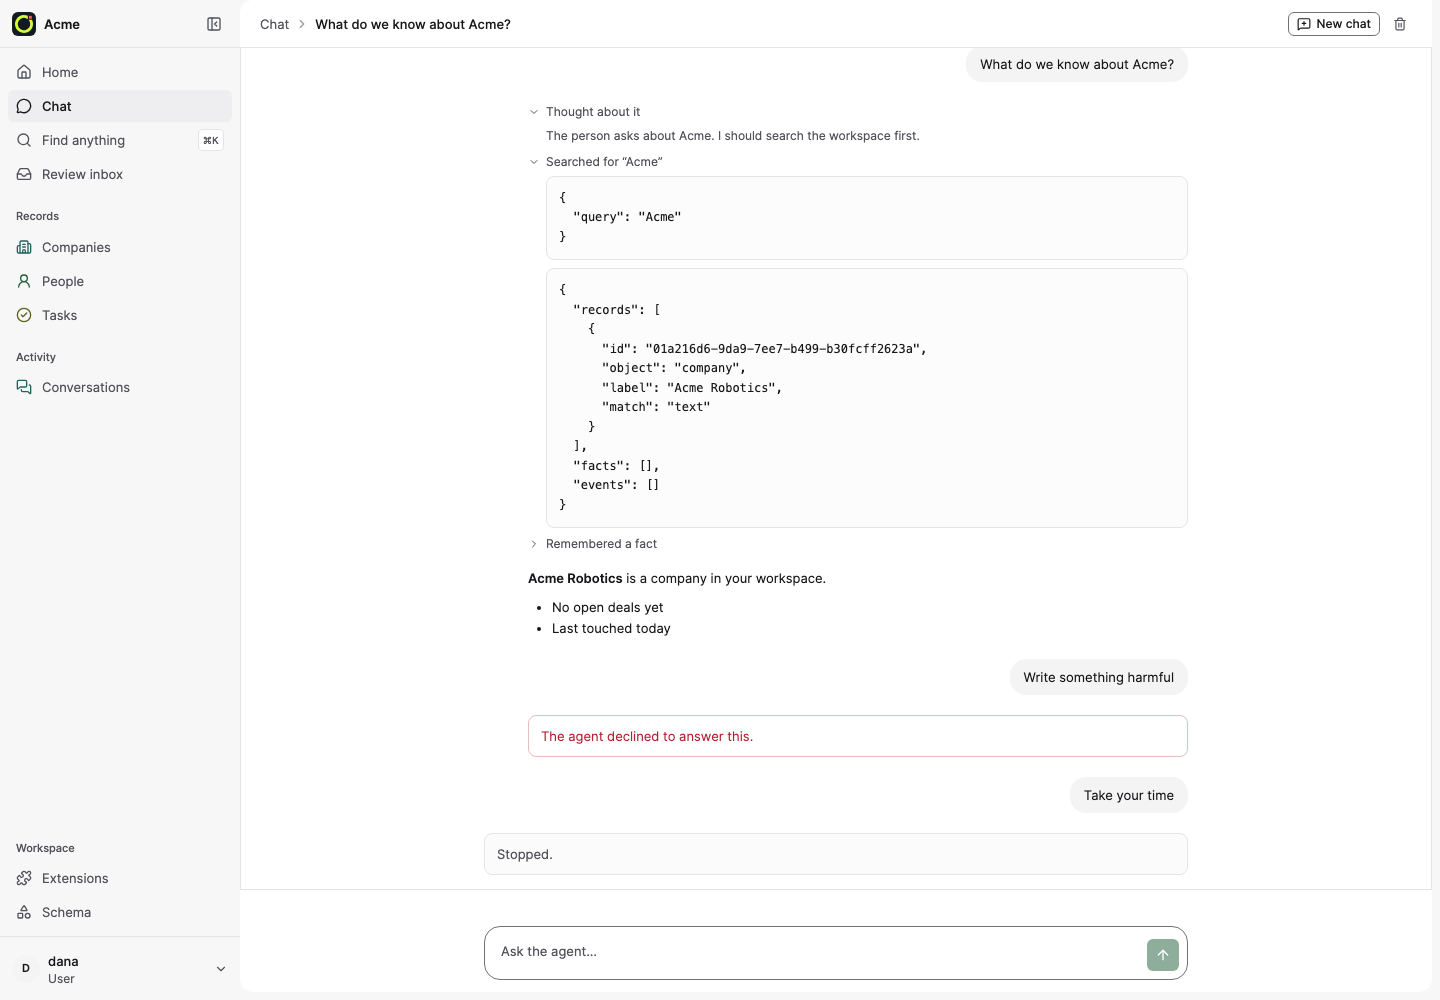 Acme
Chat
What do we know about Acme?
New chat
Home
Chat
Find anything
⌘K
Review inbox
Records
Companies
People
Tasks
Activity
Conversations
Workspace
Extensions
Schema
D
dana
User
What do we know about Acme?
Thought about it
The person asks about Acme. I should search the workspace first.
Searched for “Acme”
{
  "query": "Acme"
}
{
  "records": [
    {
      "id": "01a216d6-9da9-7ee7-b499-b30fcff2623a",
      "object": "company",
      "label": "Acme Robotics",
      "match": "text"
    }
  ],
  "facts": [],
  "events": []
}
Remembered a fact
Acme Robotics is a company in your workspace.
• No open deals yet
• Last touched today
Write something harmful
The agent declined to answer this.
Take your time
Stopped.
Ask the agent...